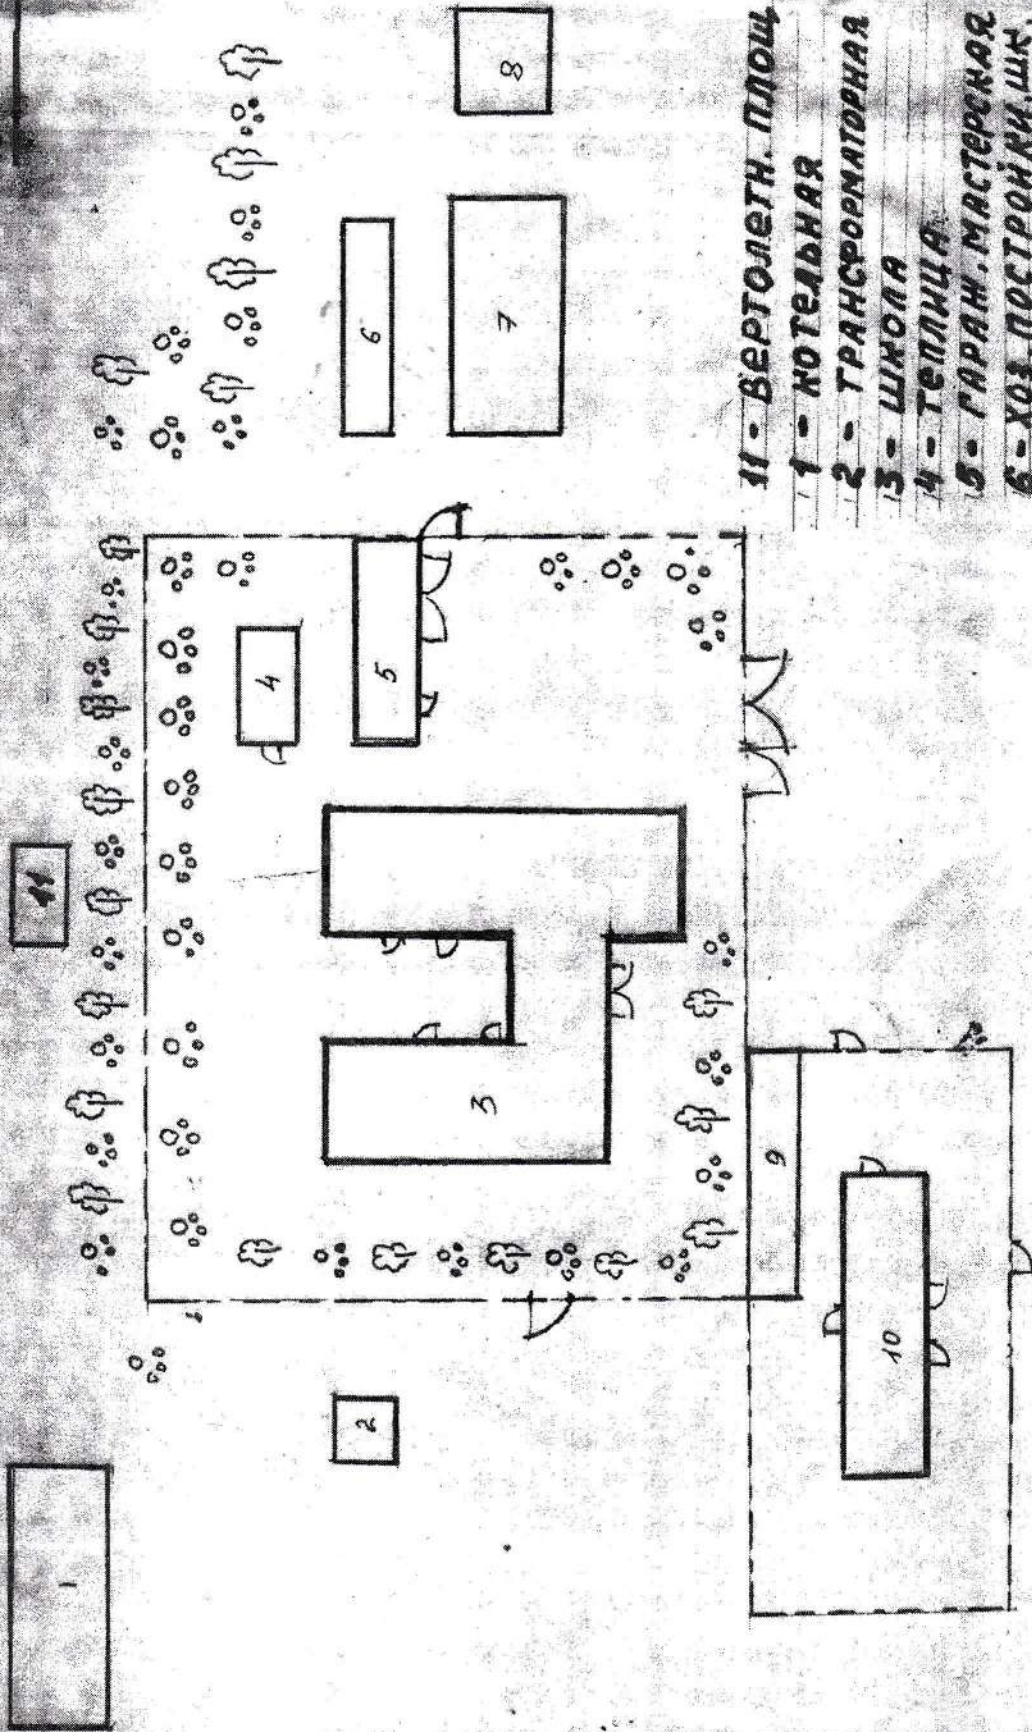 11 - ВЕРТОЛЕТН. ПЛОЩ
1 - КОТЕЛЬНАЯ
2 - ТРАНСФОРМАТОРНАЯ
3 - ШКОЛА
4 - ТЕПЛИЦА
5 - ГАРАЖ. МАСТЕРСКАЯ
6 - ХОЗ. ПОСТРОЙКИ ШК.
1
11
2
3
4
5
6
7
8
9
10